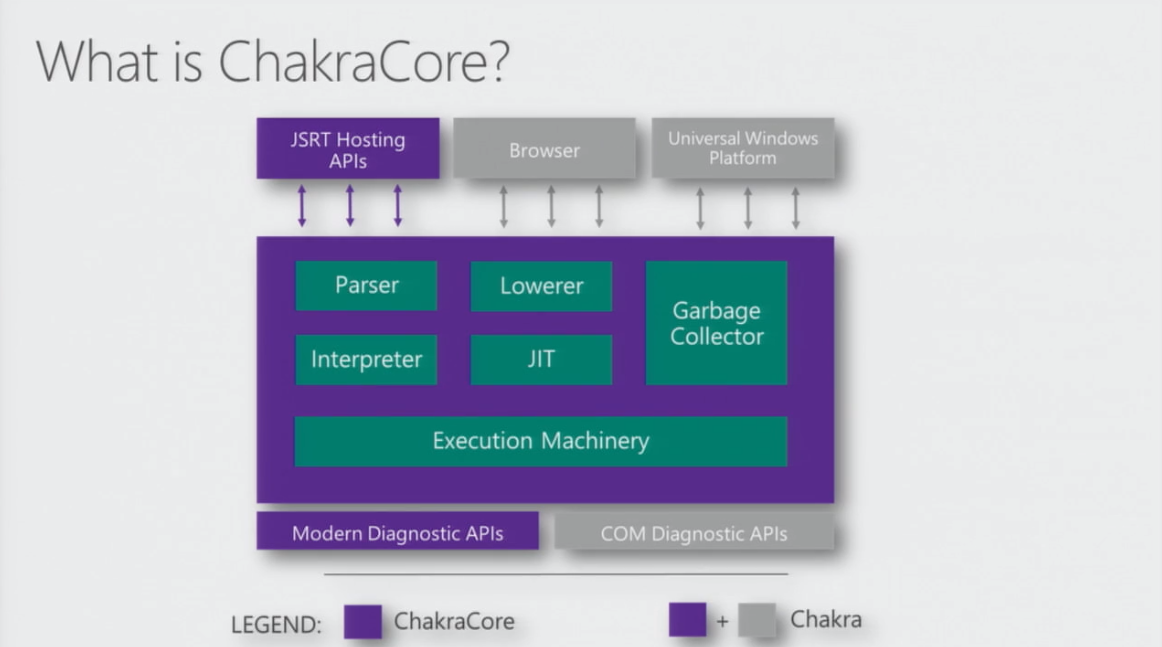 What is ChakraCore?
JSRT Hosting
APIs
Browser
Universal Windows
Platform
Parser
Lowerer
Garbage
Collector
Interpreter
JIT
Execution Machinery
Modern Diagnostic APIs
COM Diagnostic APIs
LEGEND:
ChakraCore
+
Chakra